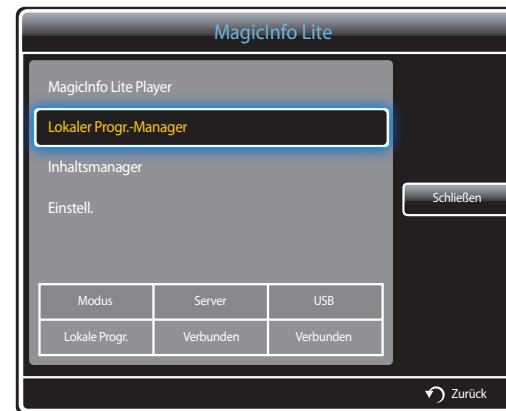 MagicInfo Lite
MagicInfo Lite Player
Lokaler Progr.-Manager
Inhaltsmanager
Einstell.
Schließen
Modus Server USB
Lokale Progr. Verbunden Verbunden
Zurück